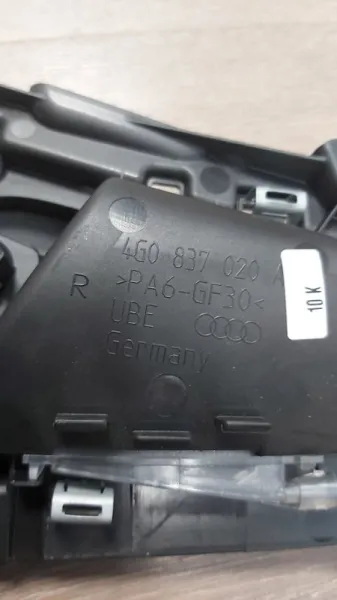 4G0 837 020 A
R >PA6-GF30<
UBE
Germany
10 K